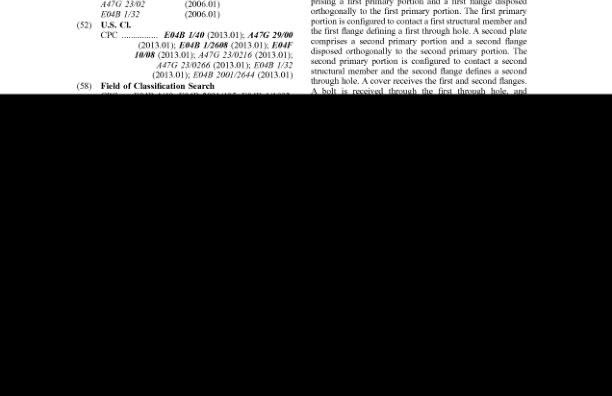 A47G 23/02 (2006.01)
E04B 1/32 (2006.01)
(52) U.S. Cl.
CPC ............... E04B 1/40 (2013.01); A47G 29/00
(2013.01); E04B 1/2608 (2013.01); E04F
10/08 (2013.01); A47G 23/0216 (2013.01);
A47G 23/0266 (2013.01); E04B 1/32
(2013.01); E04B 2001/2644 (2013.01)
(58) Field of Classification Search
prising a first primary portion and a first flange disposed
orthogonally to the first primary portion. The first primary
portion is configured to contact a first structural member and
the first flange defining a first through hole. A second plate
comprises a second primary portion and a second flange
disposed orthogonally to the second primary portion. The
second primary portion is configured to contact a second
structural member and the second flange defines a second
through hole. A cover receives the first and second flanges.
A bolt is received through the first through hole, and